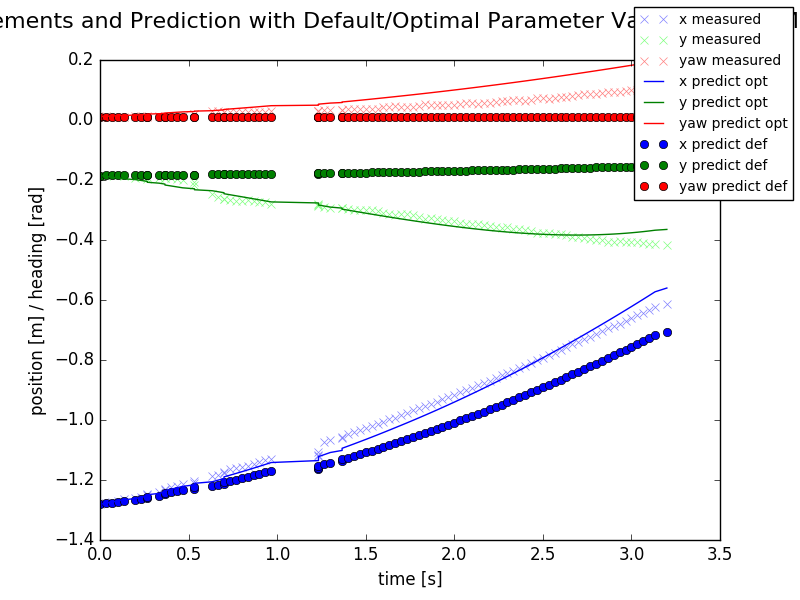 ements and Prediction with Default/Optimal Parameter Va
x measured
y measured
yaw measured
x predict opt
y predict opt
yaw predict opt
x predict def
y predict def
yaw predict def
0.2
0.0
−0.2
−0.4
−0.6
−0.8
−1.0
−1.2
−1.4
position [m] / heading [rad]
0.0 0.5 1.0 1.5 2.0 2.5 3.0 3.5
time [s]